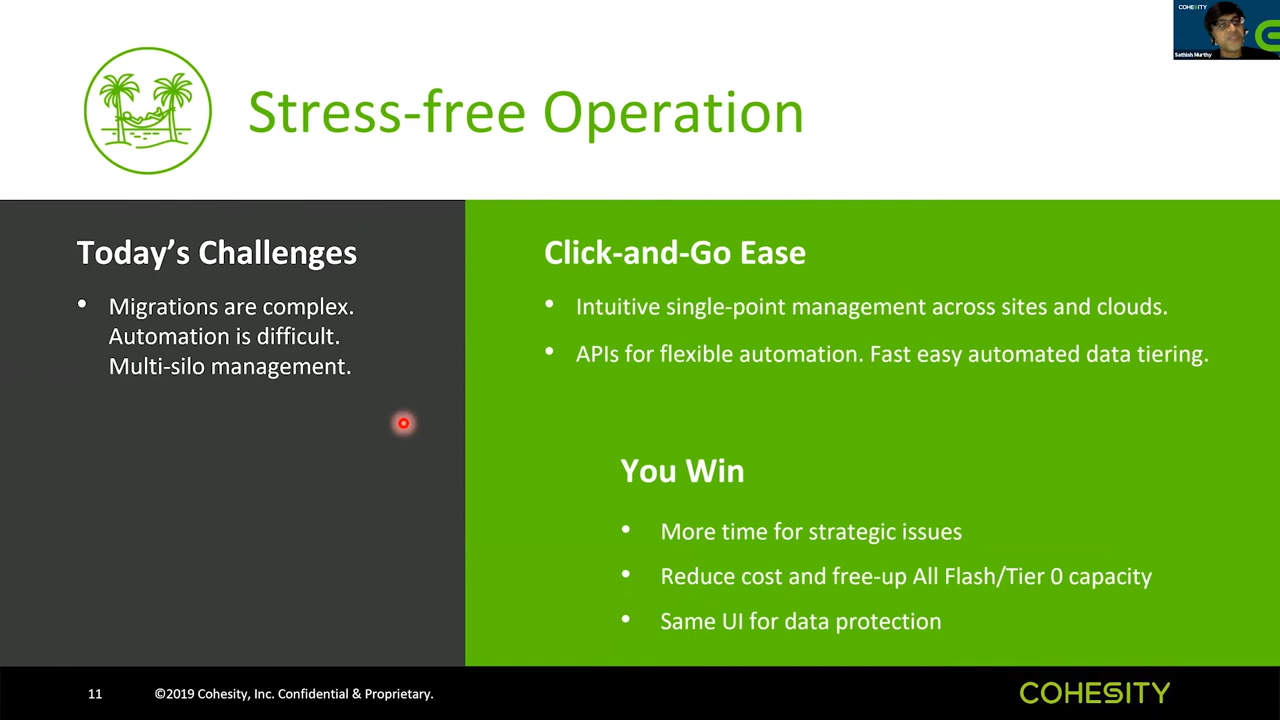 COHESITY
Sathish Murthy
Stress-free Operation
Today’s Challenges
• Migrations are complex.
Automation is difficult.
Multi-silo management.
Click-and-Go Ease
• Intuitive single-point management across sites and clouds.
• APIs for flexible automation. Fast easy automated data tiering.
You Win
• More time for strategic issues
• Reduce cost and free-up All Flash/Tier 0 capacity
• Same UI for data protection
11
©2019 Cohesity, Inc. Confidential & Proprietary.
COHESITY